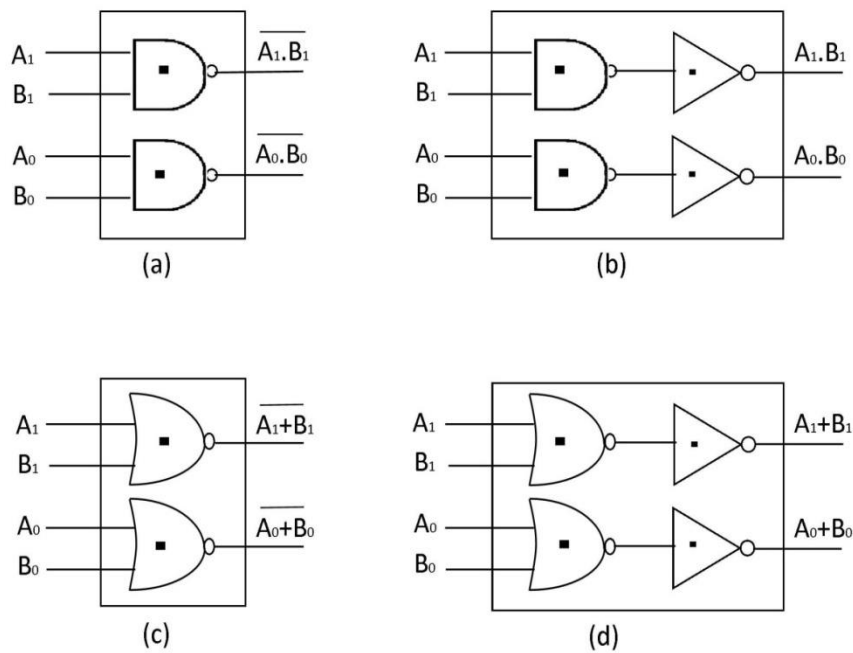 A₁
B₁
A₀
B₀
A₁.B₁
A₀.B₀
(a)
A₁
B₁
A₀
B₀
A₁.B₁
A₀.B₀
(b)
A₁
B₁
A₀
B₀
A₁+B₁
A₀+B₀
(c)
A₁
B₁
A₀
B₀
A₁+B₁
A₀+B₀
(d)